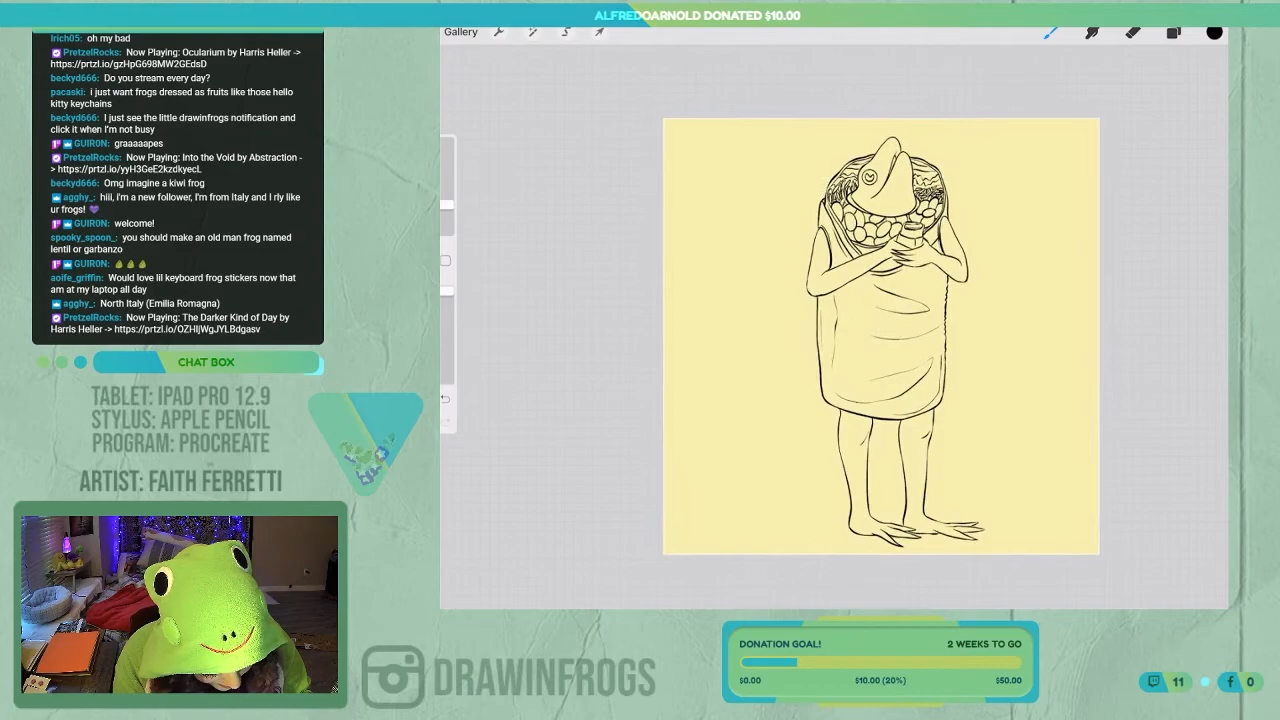 ALFREDOARNOLD DONATED $10.00
Irich05: oh my bad
PretzelRocks: Now Playing: Ocularium by Harris Heller ->
https://prtzl.io/gzHpG698MW2GEdsD
beckyd666: Do you stream every day?
pacaski: i just want frogs dressed as fruits like those hello
kitty keychains
beckyd666: I just see the little drawinfrogs notification and
click it when I'm not busy
GUIR0N: graaaaapes
PretzelRocks: Now Playing: Into the Void by Abstraction -
> https://prtzl.io/yyH3GeE2kzdkyecL
beckyd666: Omg imagine a kiwi frog
agghy_: hiii, I'm a new follower, I'm from Italy and I rly like
ur frogs! 💜
GUIR0N: welcome!
spooky_spoon_: you should make an old man frog named
lentil or garbanzo
GUIR0N: 🍐🍐🍐
aoife_griffin: Would love lil keyboard frog stickers now that
am at my laptop all day
agghy_: North Italy (Emilia Romagna)
PretzelRocks: Now Playing: The Darker Kind of Day by
Harris Heller -> https://prtzl.io/OZHIjWgJYLBdgasv
CHAT BOX
TABLET: IPAD PRO 12.9
STYLUS: APPLE PENCIL
PROGRAM: PROCREATE
ARTIST: FAITH FERRETTI
Gallery
DRAWINFROGS
DONATION GOAL! 2 WEEKS TO GO
$0.00 $10.00 (20%) $50.00
11 0